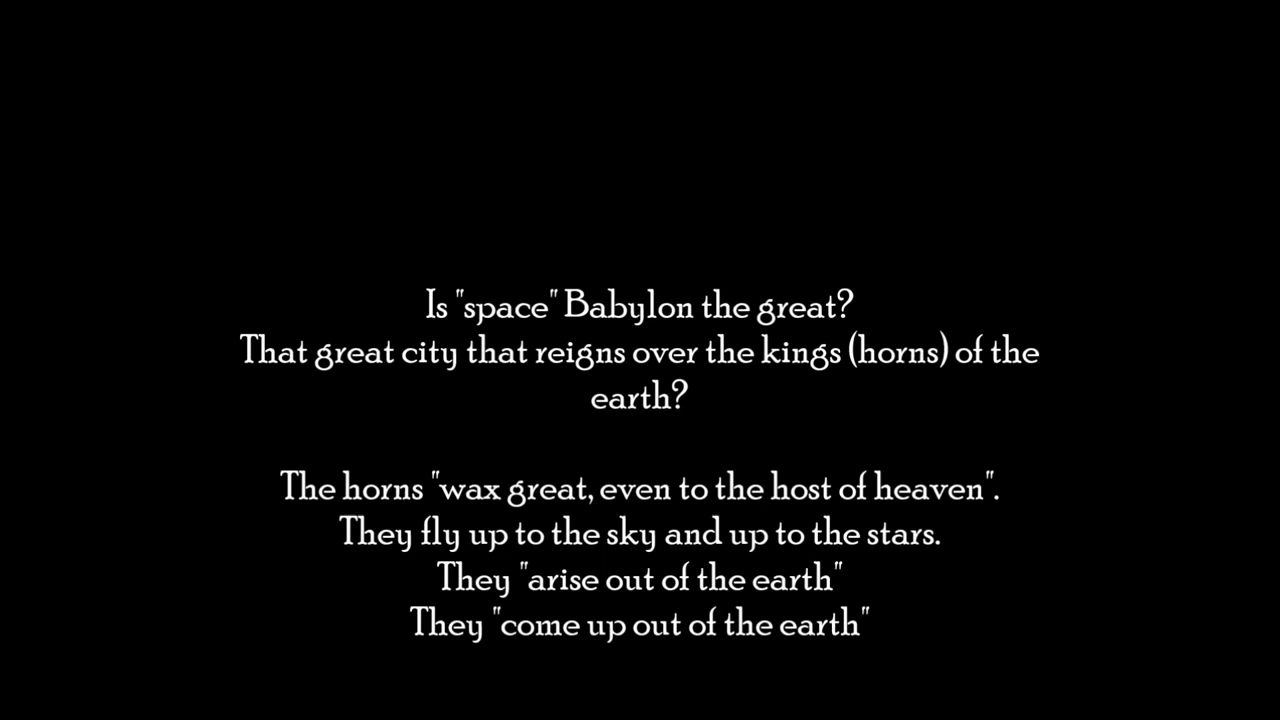 Is "space" Babylon the great?
That great city that reigns over the kings (horns) of the
earth?
The horns "wax great, even to the host of heaven".
They fly up to the sky and up to the stars.
They "arise out of the earth"
They "come up out of the earth"